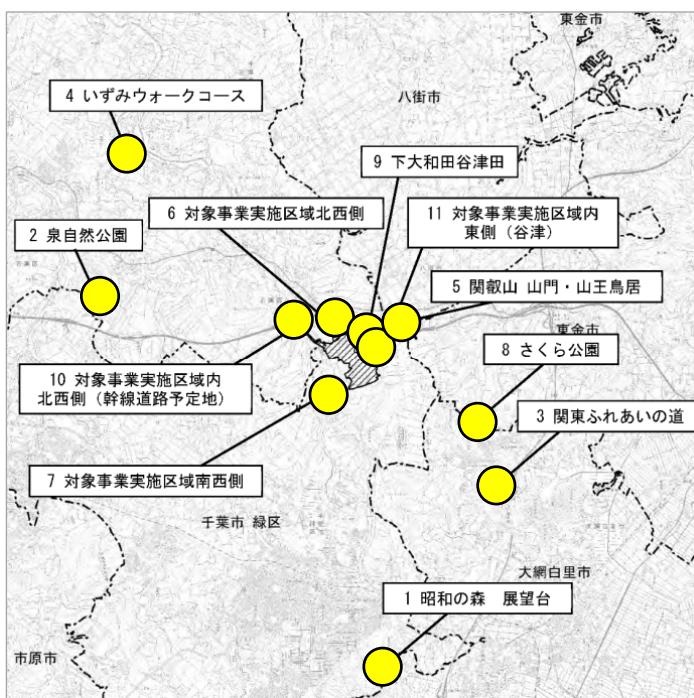 東金市
八街市
4 いずみウォークコース
9 下大和田谷津田
6 対象事業実施区域北西側
11 対象事業実施区域内
東側(谷津)
2 泉自然公園
5 関叡山 山門・山王鳥居
東金市
8 さくら公園
10 対象事業実施区域内
北西側(幹線道路予定地)
3 関東ふれあいの道
7 対象事業実施区域南西側
千葉市 緑区
大網白里市
1 昭和の森 展望台
市原市